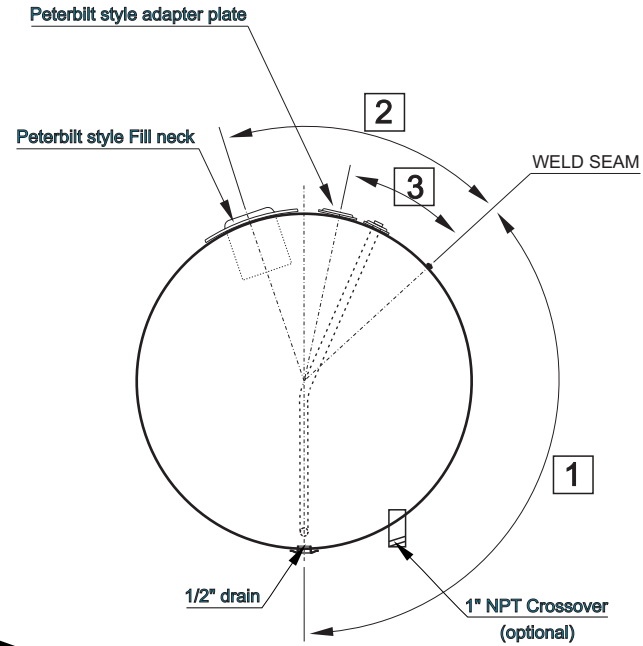 Peterbilt style adapter plate
2
Peterbilt style Fill neck
WELD SEAM
3
1
1/2" drain
1" NPT Crossover
(optional)